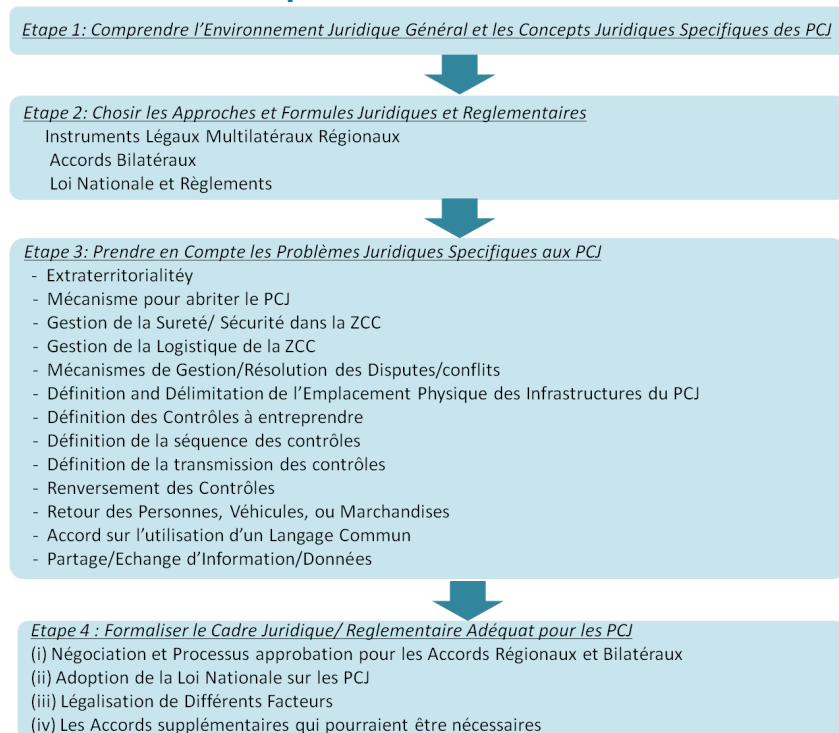 Etape 1: Comprendre l’Environnement Juridique Général et les Concepts Juridiques Specifiques des PCJ
Etape 2: Chosir les Approches et Formules Juridiques et Reglementaires
Instruments Légaux Multilatéraux Régionaux
Accords Bilatéraux
Loi Nationale et Règlements
Etape 3: Prendre en Compte les Problèmes Juridiques Specifiques aux PCJ
- Extraterritorialitéy
- Mécanisme pour abriter le PCJ
- Gestion de la Sureté/ Sécurité dans la ZCC
- Gestion de la Logistique de la ZCC
- Mécanismes de Gestion/Résolution des Disputes/conflits
- Définition and Délimitation de l’Emplacement Physique des Infrastructures du PCJ
- Définition des Contrôles à entreprendre
- Définition de la séquence des contrôles
- Définition de la transmission des contrôles
- Renversement des Contrôles
- Retour des Personnes, Véhicules, ou Marchandises
- Accord sur l’utilisation d’un Langage Commun
- Partage/Echange d’Information/Données
Etape 4 : Formaliser le Cadre Juridique/ Reglementaire Adéquat pour les PCJ
(i) Négociation et Processus approbation pour les Accords Régionaux et Bilatéraux
(ii) Adoption de la Loi Nationale sur les PCJ
(iii) Légalisation de Différents Facteurs
(iv) Les Accords supplémentaires qui pourraient être nécessaires